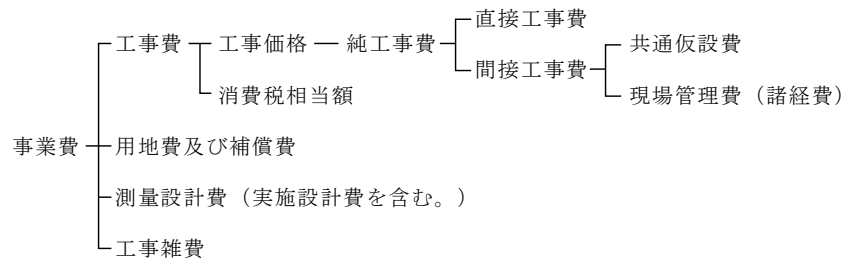 直接工事費
工事費 工事価格 純工事費
共通仮設費
間接工事費
消費税相当額
現場管理費（諸経費）
事業費 用地費及び補償費
測量設計費（実施設計費を含む。）
工事雑費